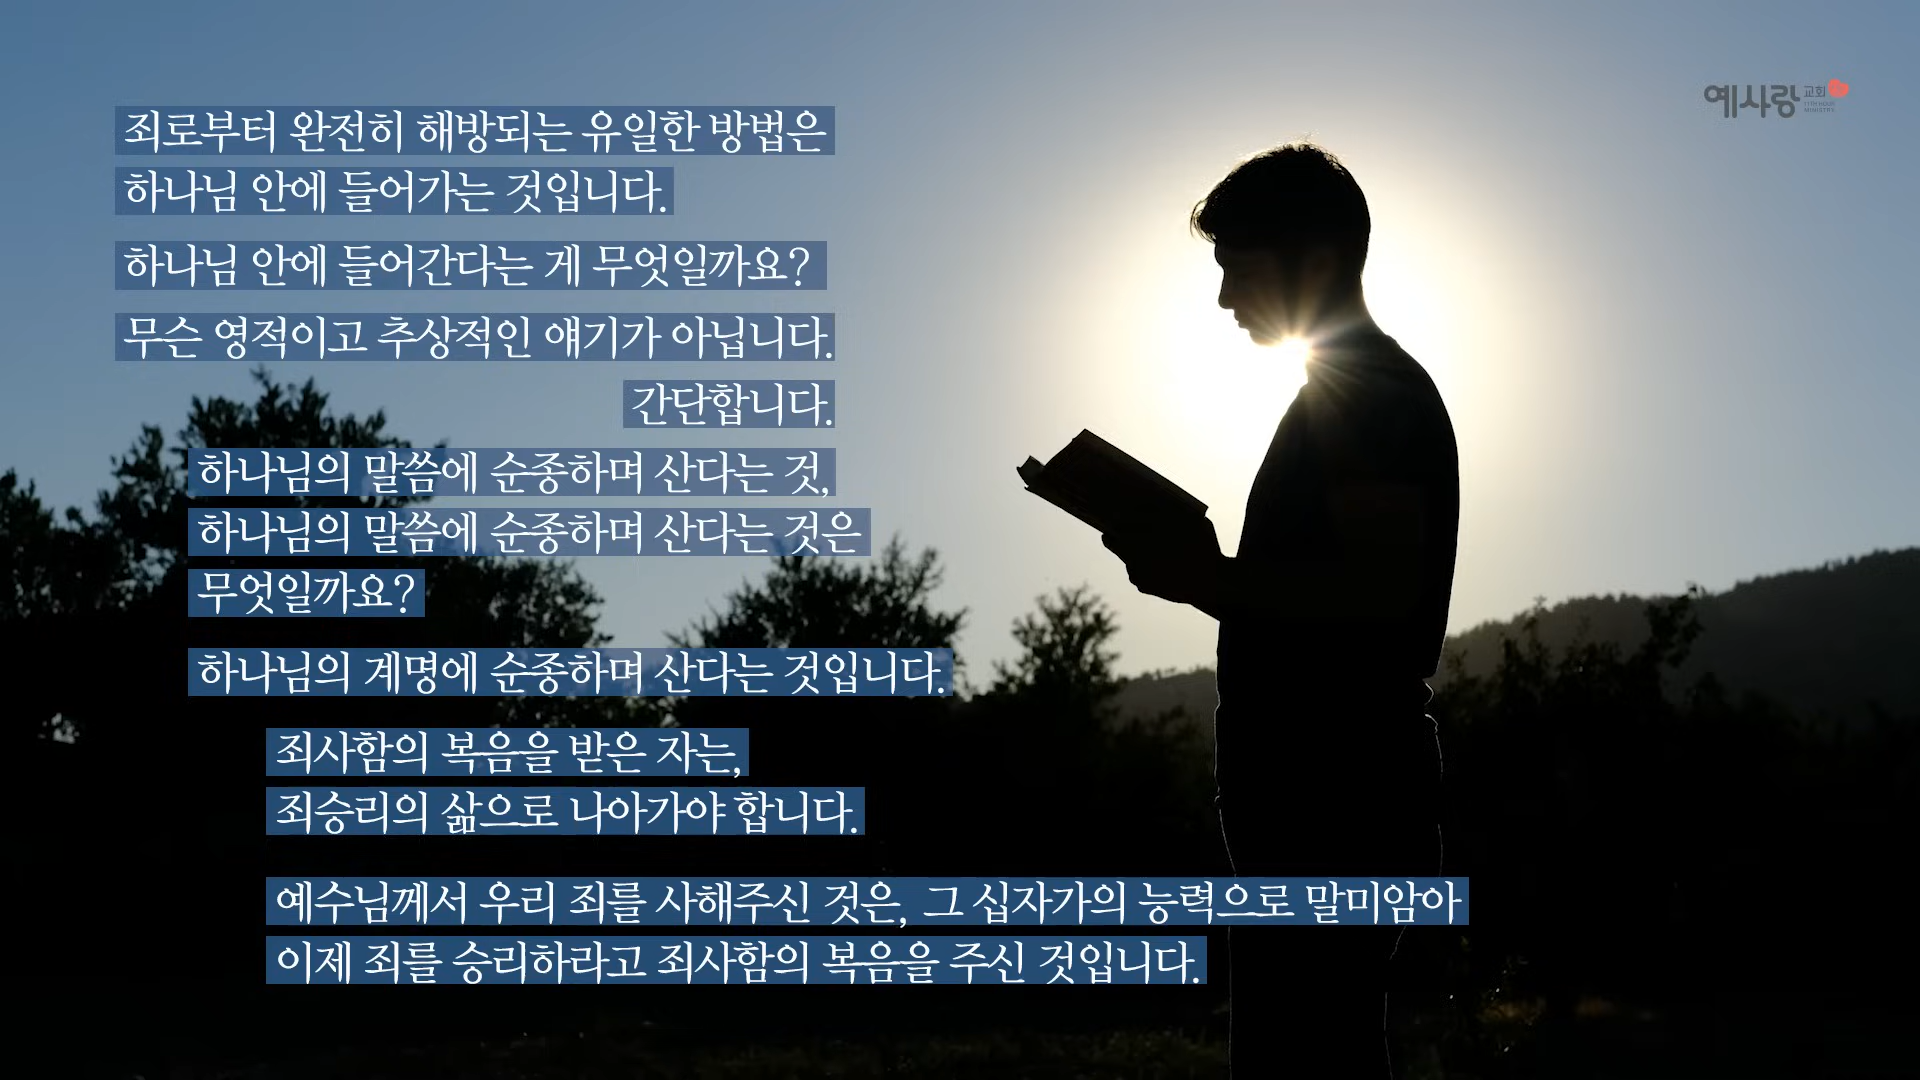 예사랑 교회
죄로부터 완전히 해방되는 유일한 방법은
하나님 안에 들어가는 것입니다.
하나님 안에 들어간다는 게 무엇일까요?
무슨 영적이고 추상적인 얘기가 아닙니다.
간단합니다.
하나님의 말씀에 순종하며 산다는 것,
하나님의 말씀에 순종하며 산다는 것은
무엇일까요?
하나님의 계명에 순종하며 산다는 것입니다.
죄사함의 복음을 받은 자는,
죄승리의 삶으로 나아가야 합니다.
예수님께서 우리 죄를 사해주신 것은, 그 십자가의 능력으로 말미암아
이제 죄를 승리하라고 죄사함의 복음을 주신 것입니다.